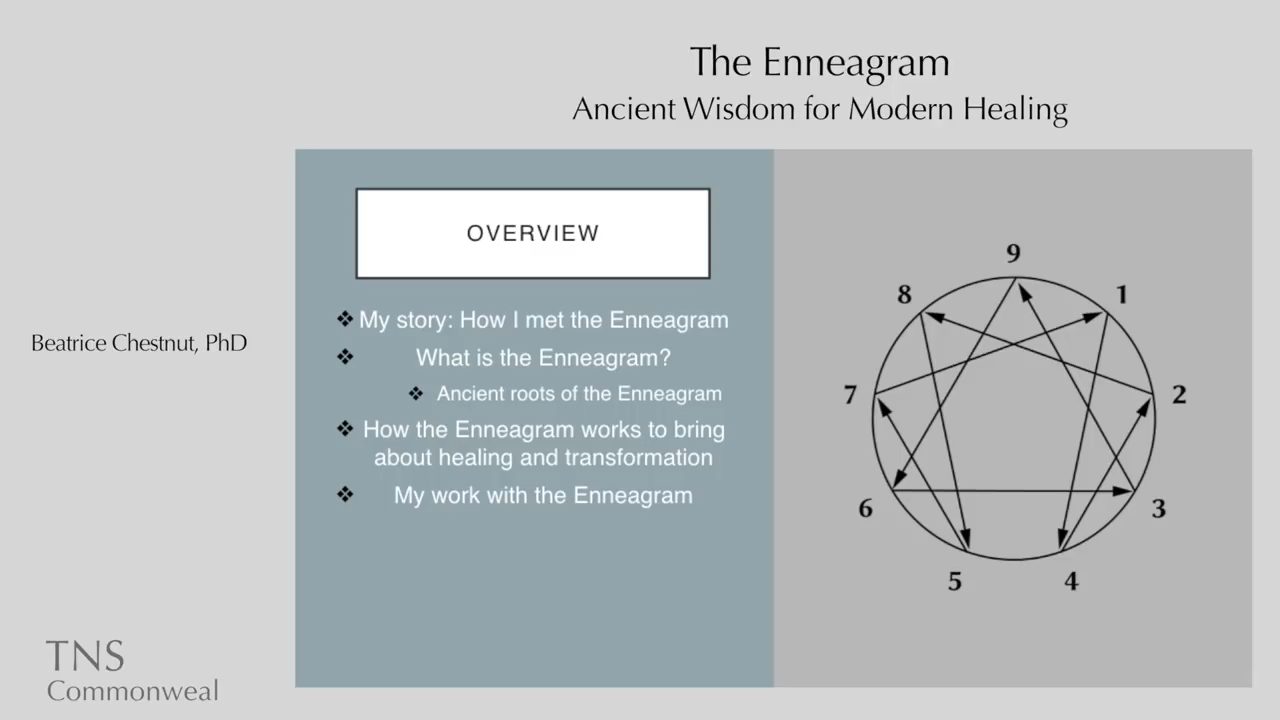 The Enneagram
Ancient Wisdom for Modern Healing
OVERVIEW
❖ My story: How I met the Enneagram
❖ What is the Enneagram?
❖ Ancient roots of the Enneagram
❖ How the Enneagram works to bring
about healing and transformation
❖ My work with the Enneagram
9
8
1
7
2
6
3
5
4
Beatrice Chestnut, PhD
TNS
Commonweal